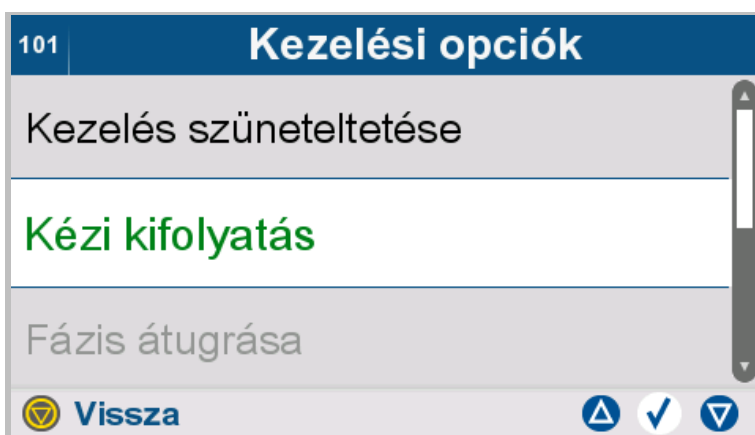 101 Kezelési opciók
Kezelés szüneteltetése
Kézi kifolyatás
Fázis átugrása
Vissza